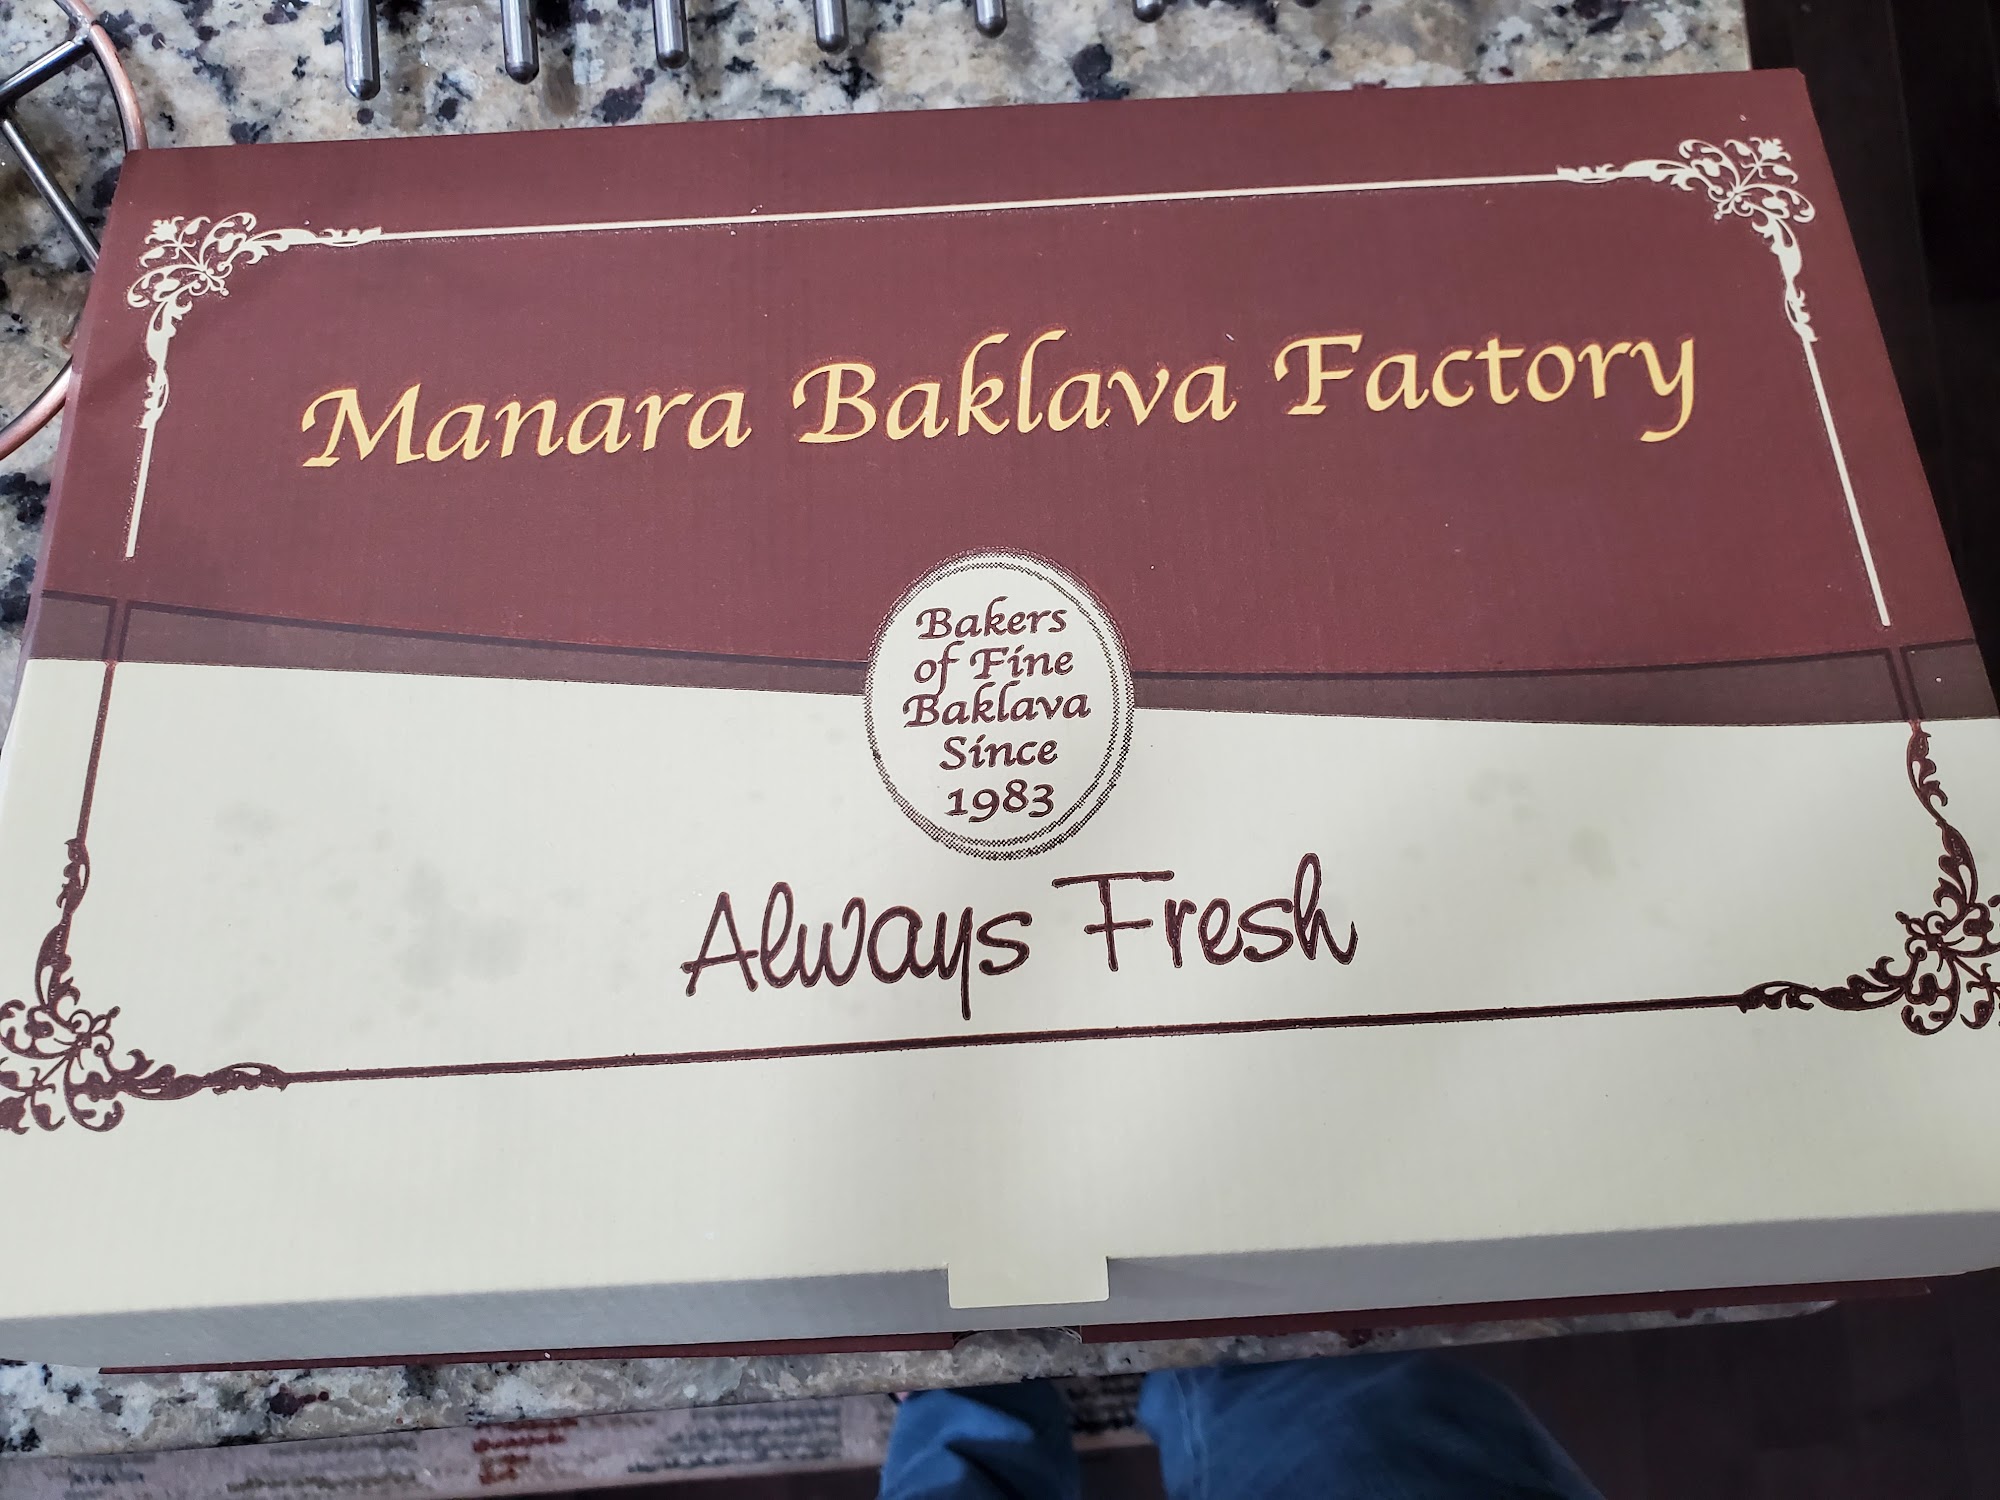 Manara Baklava Factory
Bakers
of Fine
Baklava
Since
1983
Always Fresh